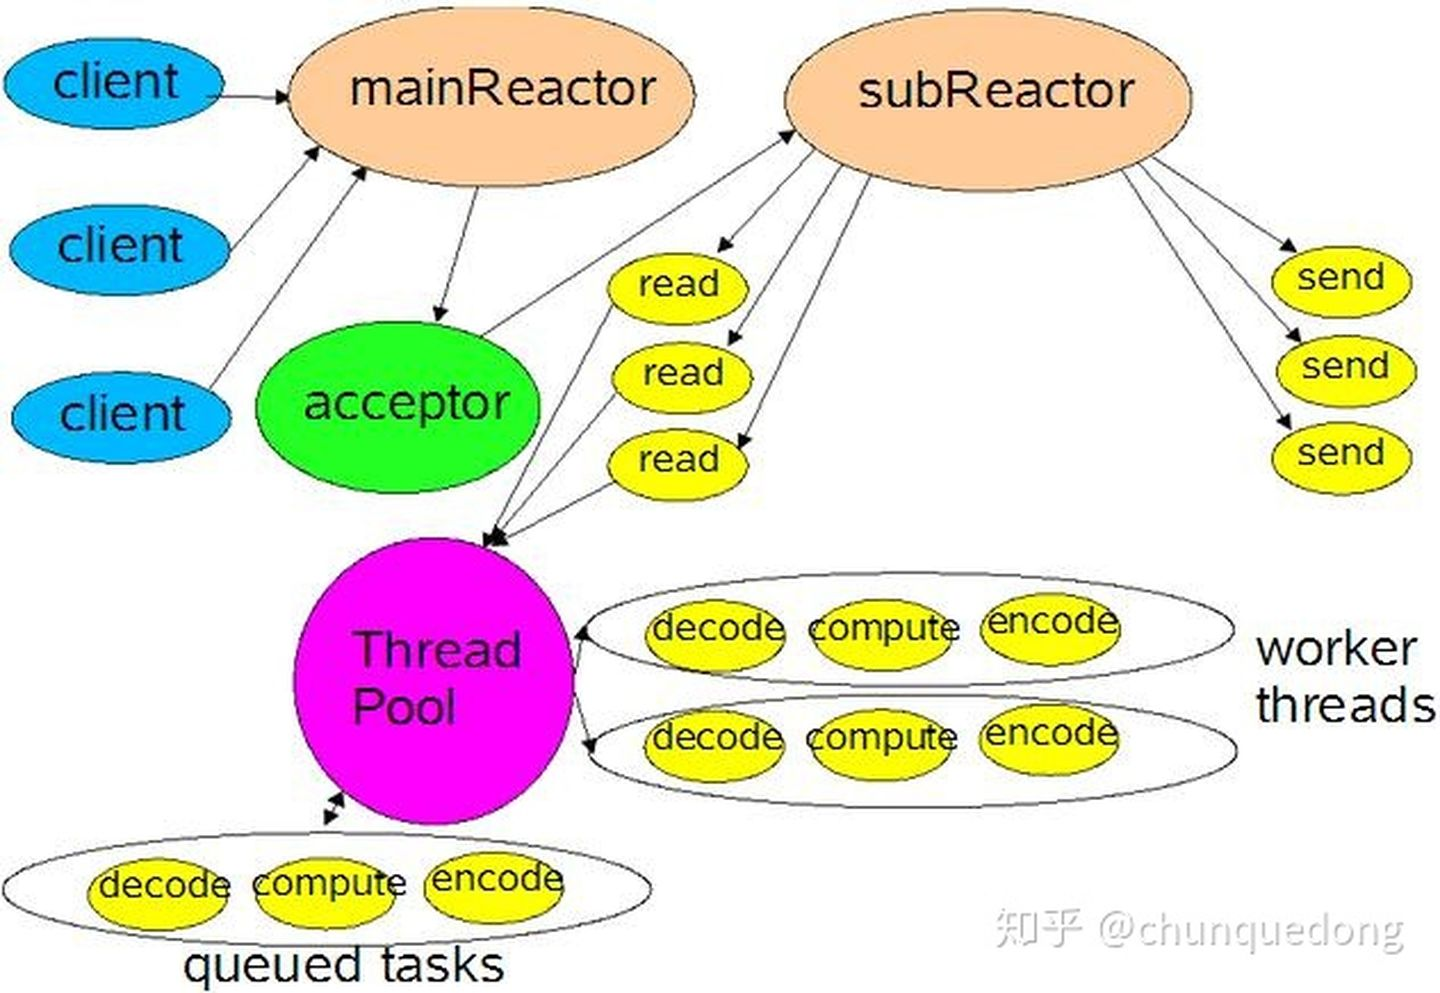 client
mainReactor
subReactor
client
client
acceptor
read
read
read
send
send
send
Thread
Pool
decode compute encode
decode compute encode
worker
threads
decode compute encode
queued tasks
知乎 @chunquedong